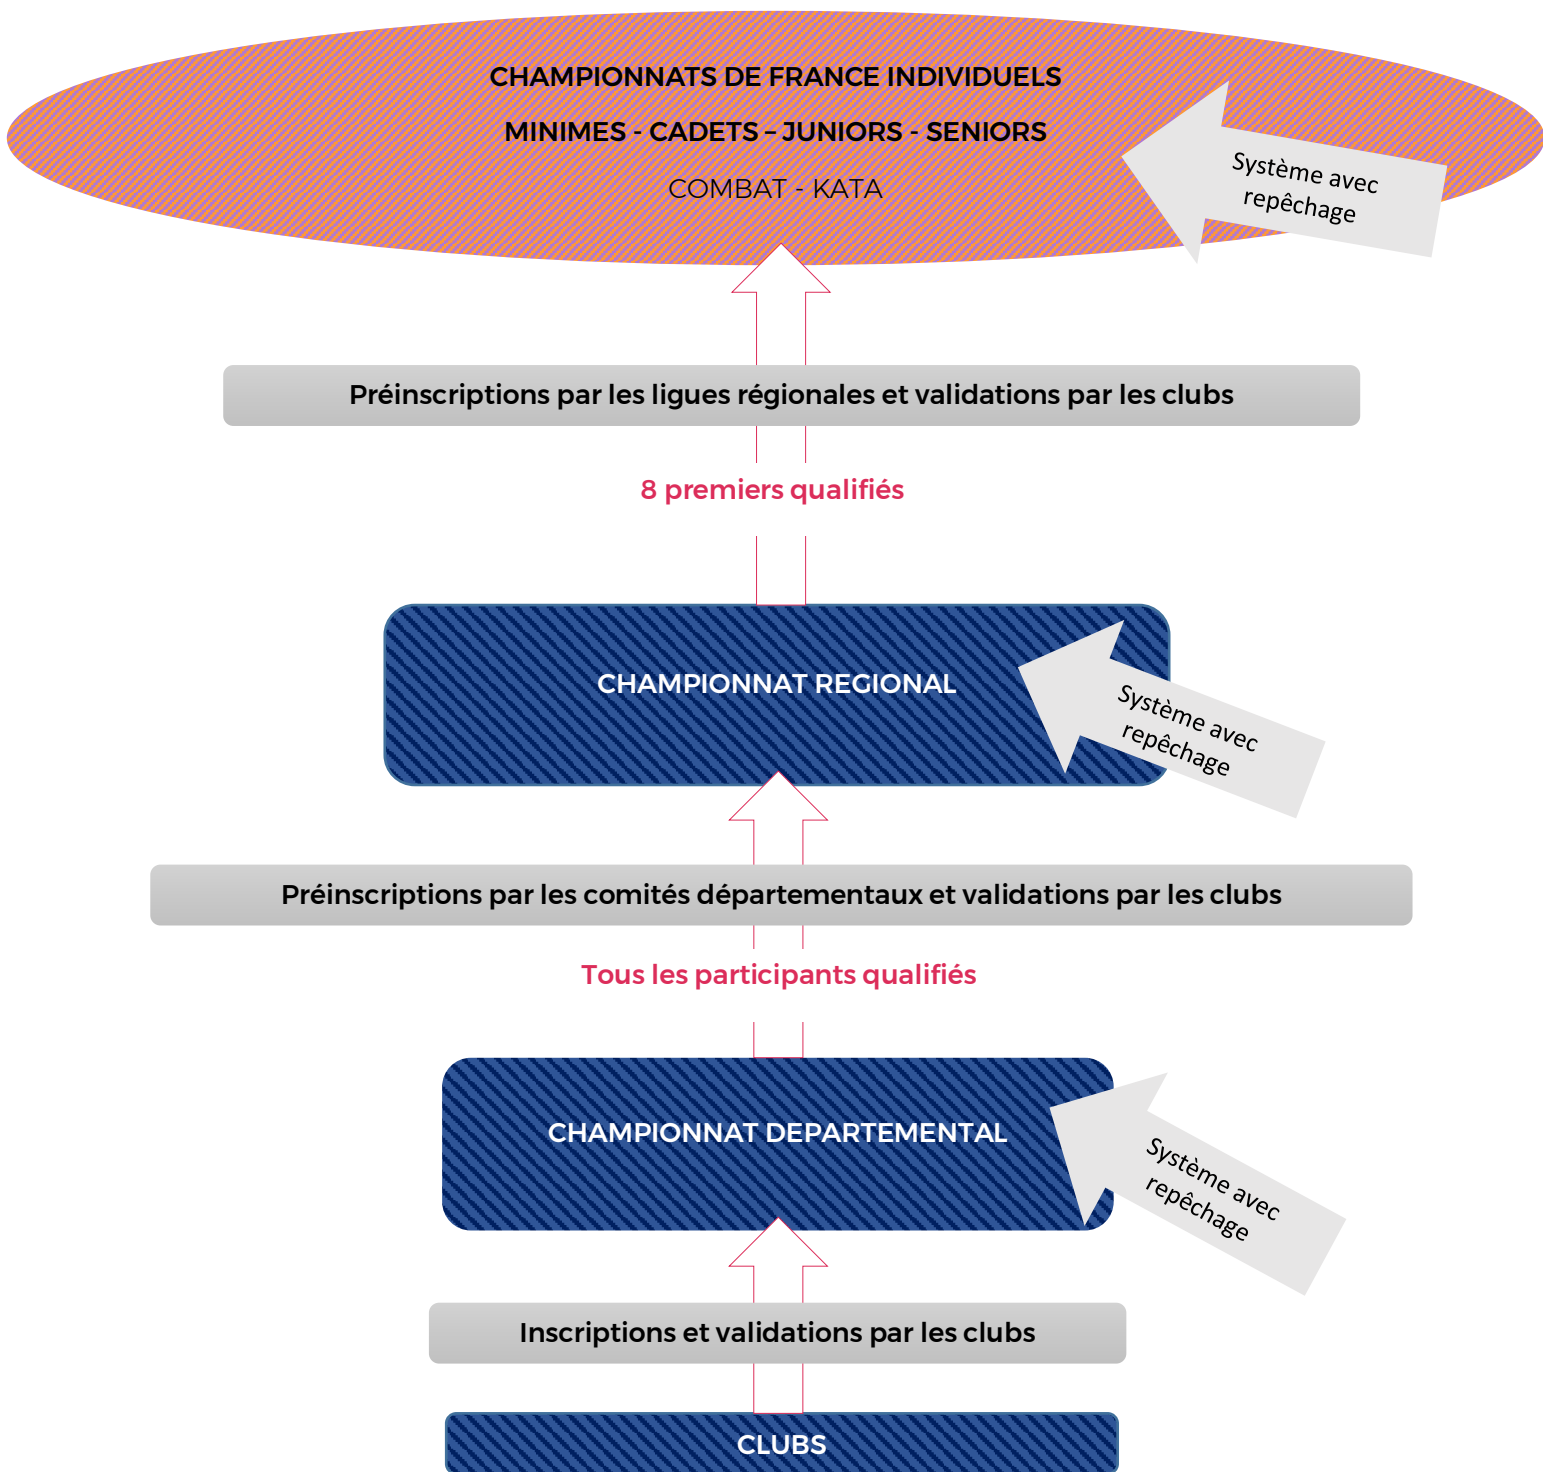 CHAMPIONNATS DE FRANCE INDIVIDUELS
MINIMES - CADETS – JUNIORS - SENIORS
COMBAT - KATA
Système avec
repêchage
Préinscriptions par les ligues régionales et validations par les clubs
8 premiers qualifiés
CHAMPIONNAT REGIONAL
Système avec
repêchage
Préinscriptions par les comités départementaux et validations par les clubs
Tous les participants qualifiés
CHAMPIONNAT DEPARTEMENTAL
Système avec
repêchage
Inscriptions et validations par les clubs
CLUBS